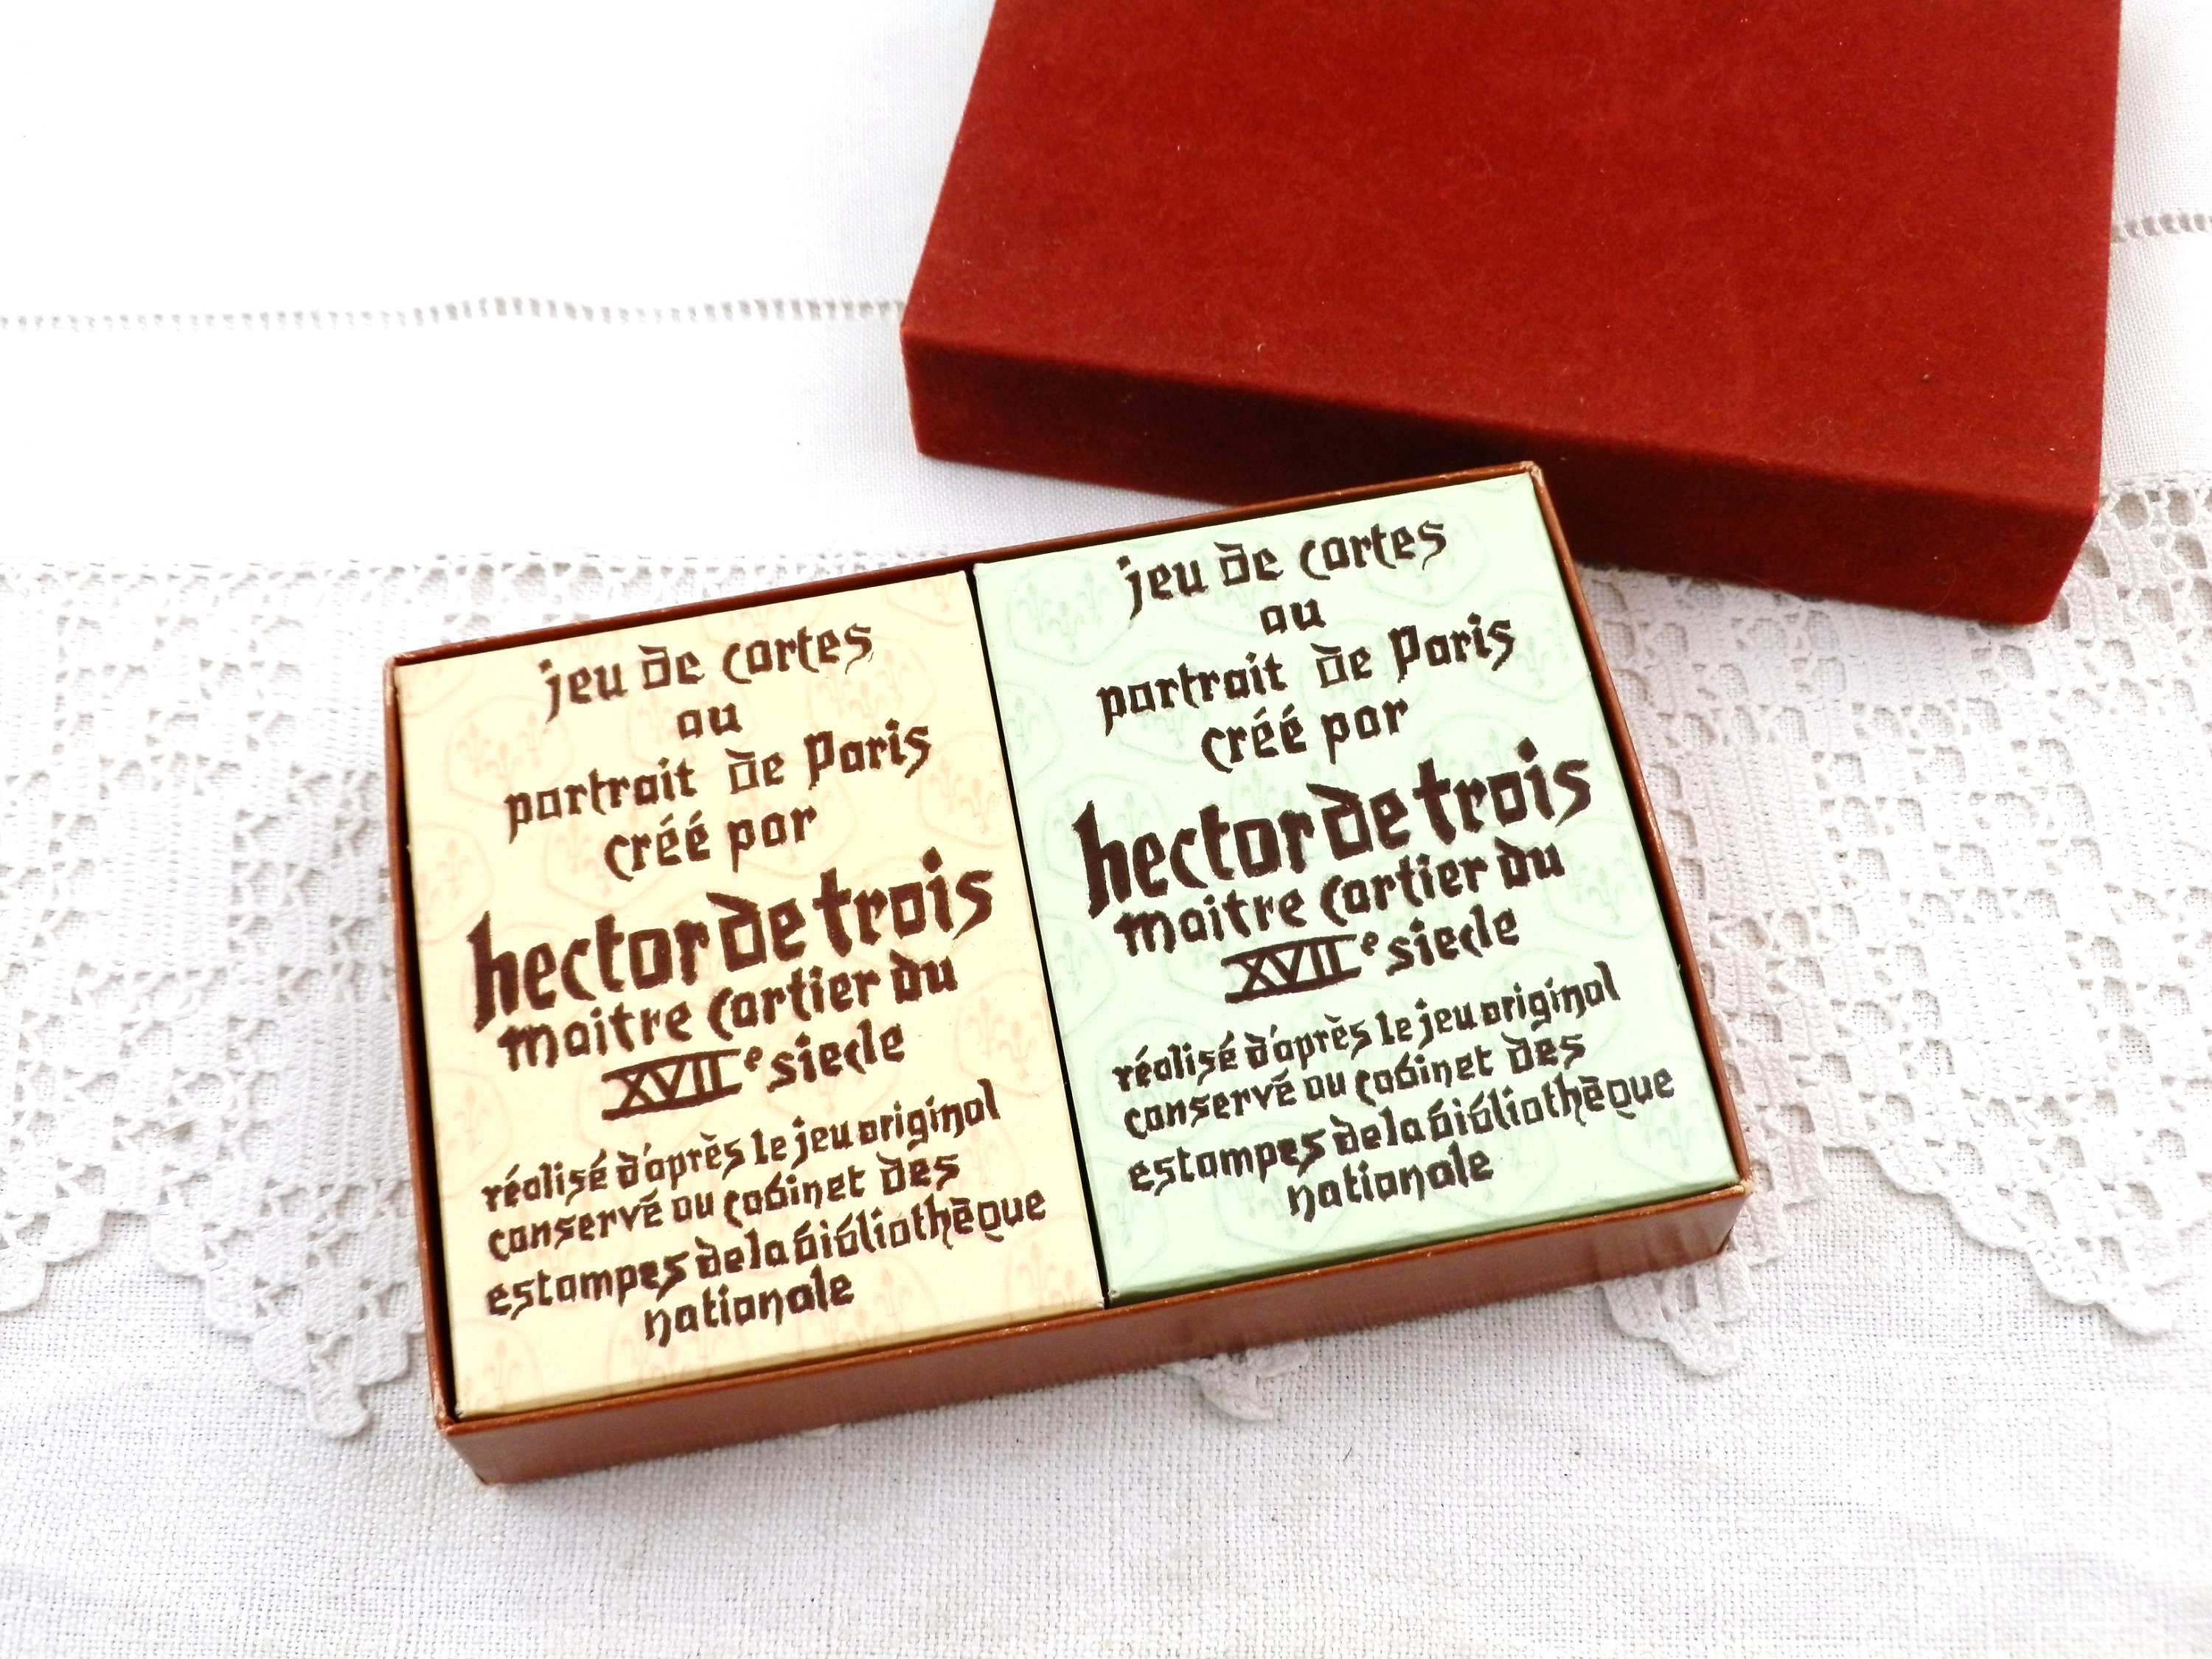 jeu de cartes
au
portrait de Paris
créé par
hector de trois
maitre cartier du
XVIIe siecle
réalisé d'après le jeu original
conservé au cabinet des
estampes de la bibliothèque
nationale
jeu de cartes
au
portrait de Paris
créé par
hector de trois
maitre cartier du
XVIIe siecle
réalisé d'après le jeu original
conservé au cabinet des
estampes de la bibliothèque
nationale